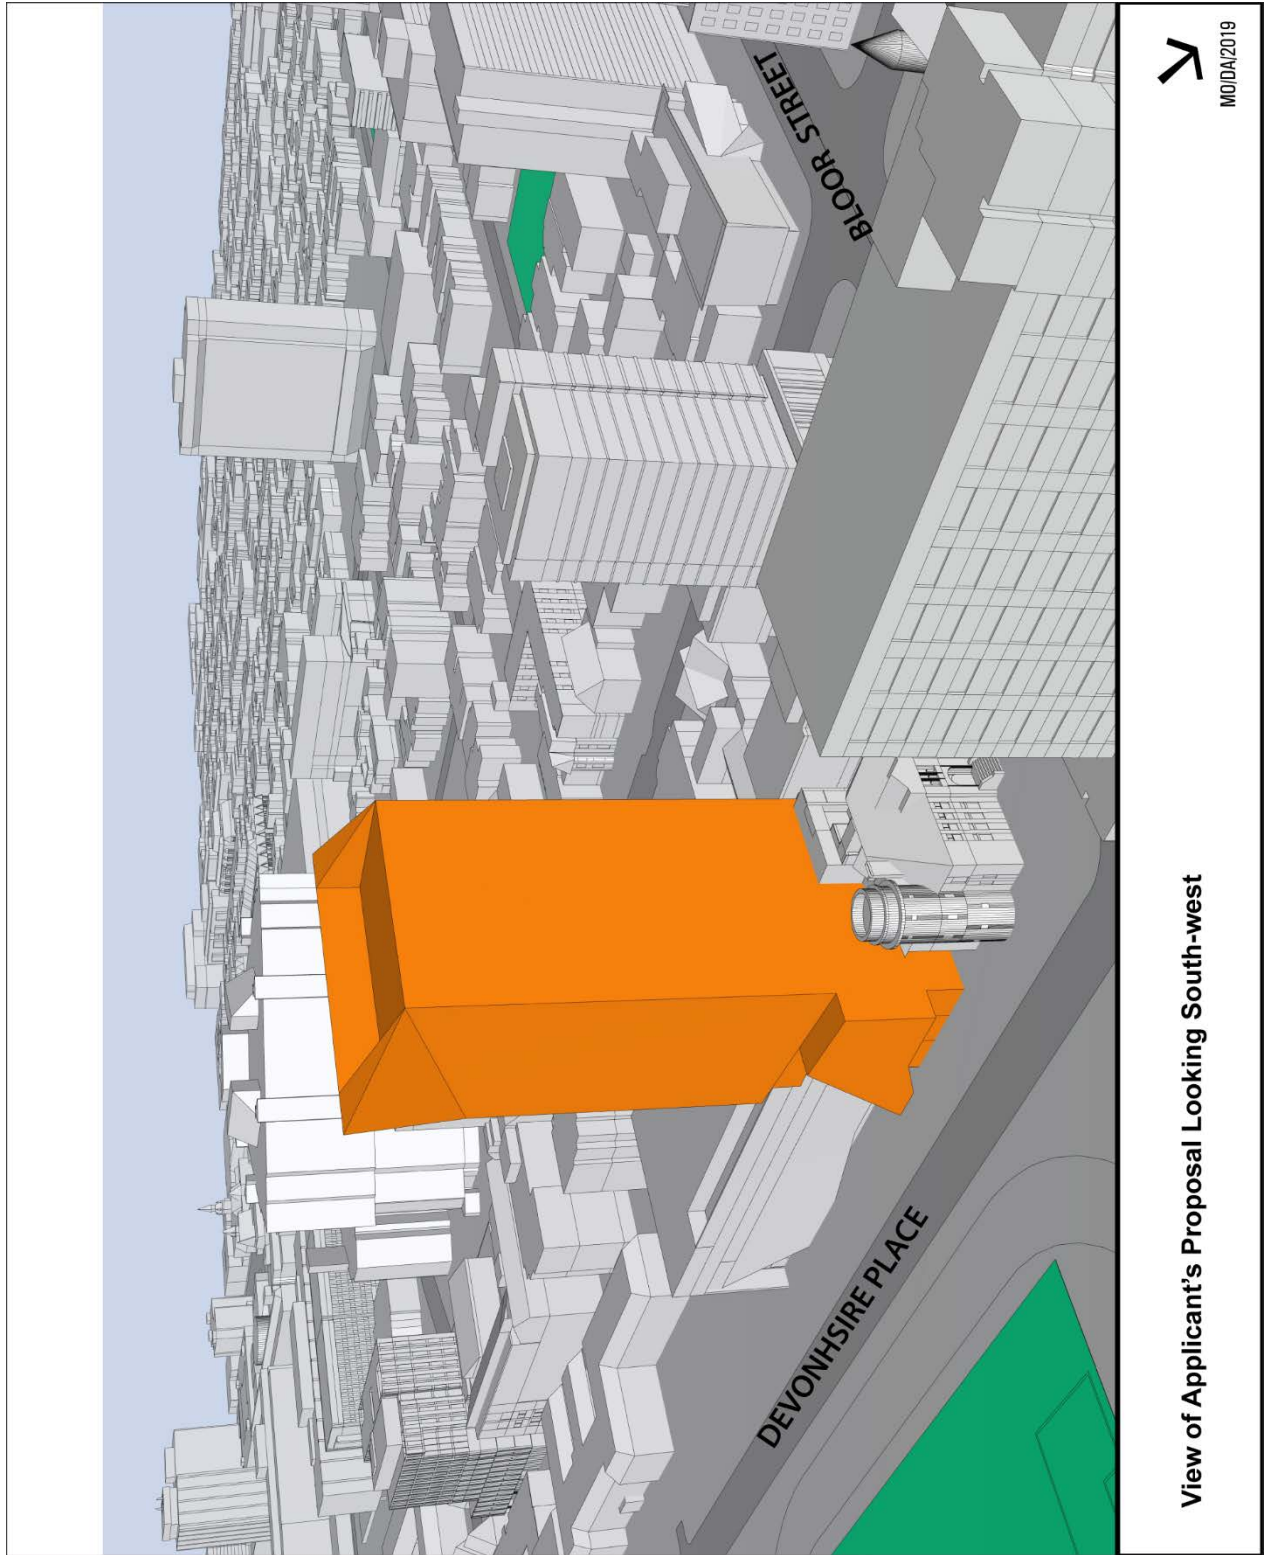 BLOOR STREET
DEVONHSIRE PLACE
View of Applicant's Proposal Looking South-west
MO/DA/2019